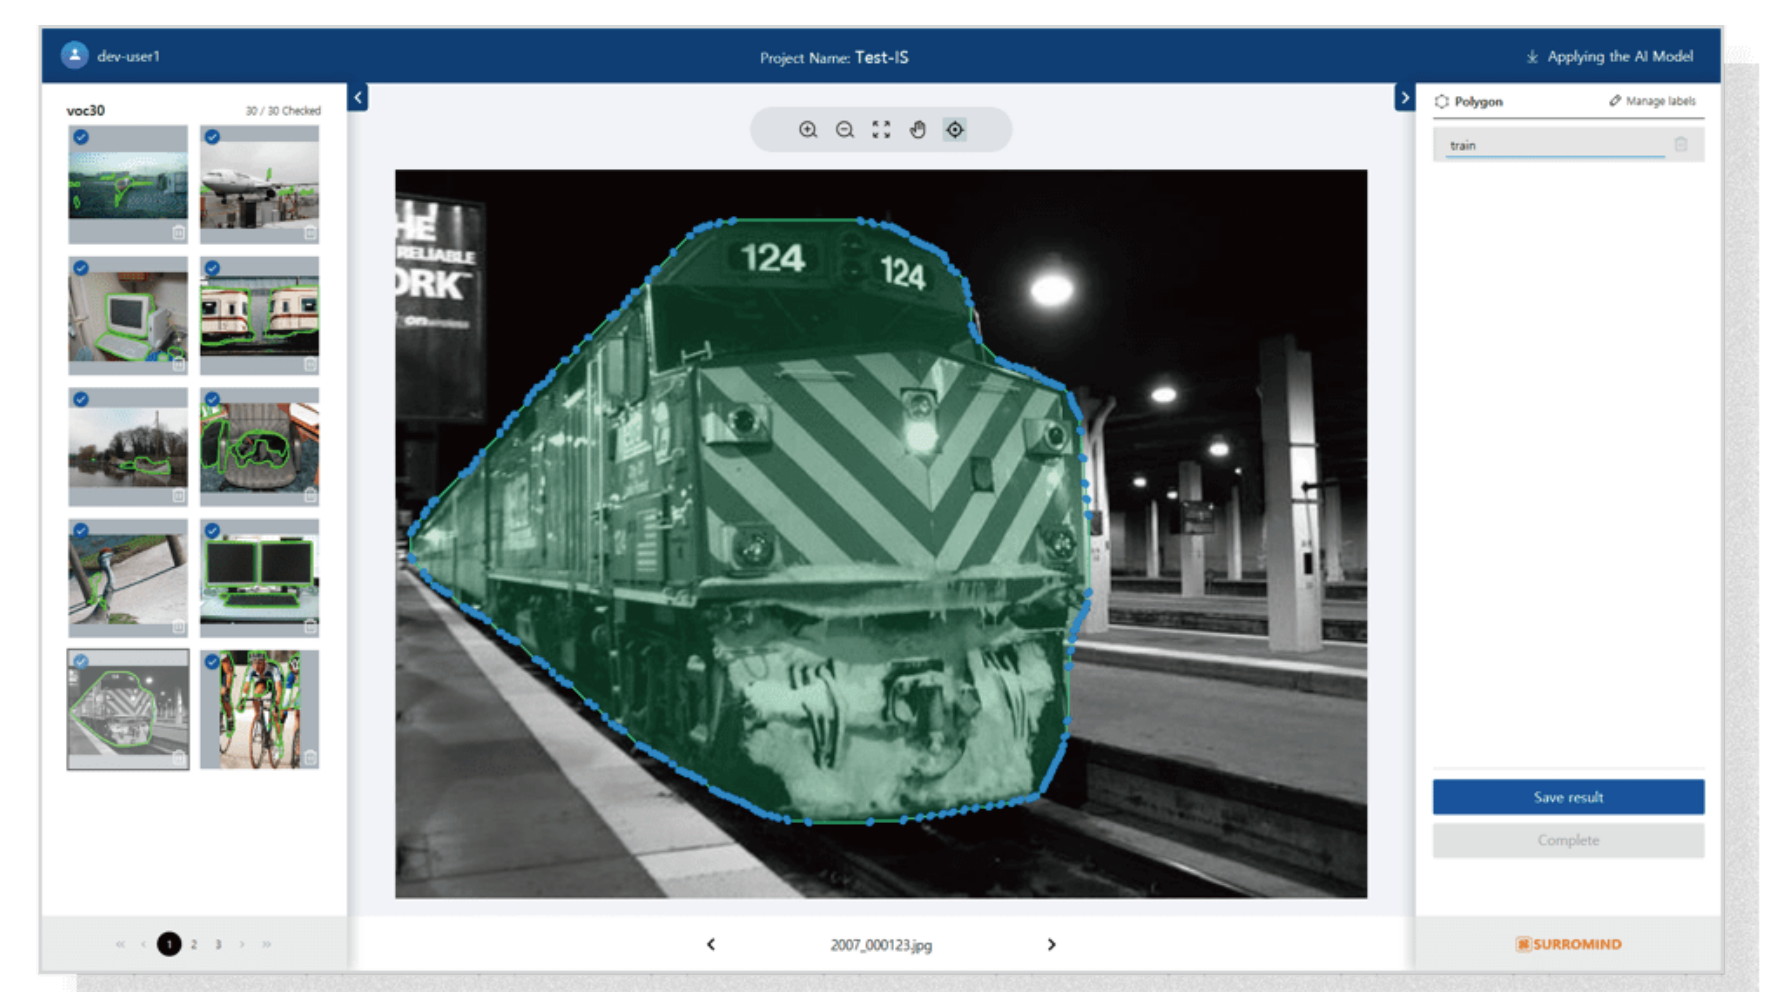 dev-user1
Project Name: Test-IS
Applying the AI Model
voc30
30 / 30 Checked
Polygon
Manage labels
train
HE
RELIABLE
ORK
on
124
124
Save result
Complete
« ‹ 1 2 3 › »
2007_000123.jpg
SURROMIND